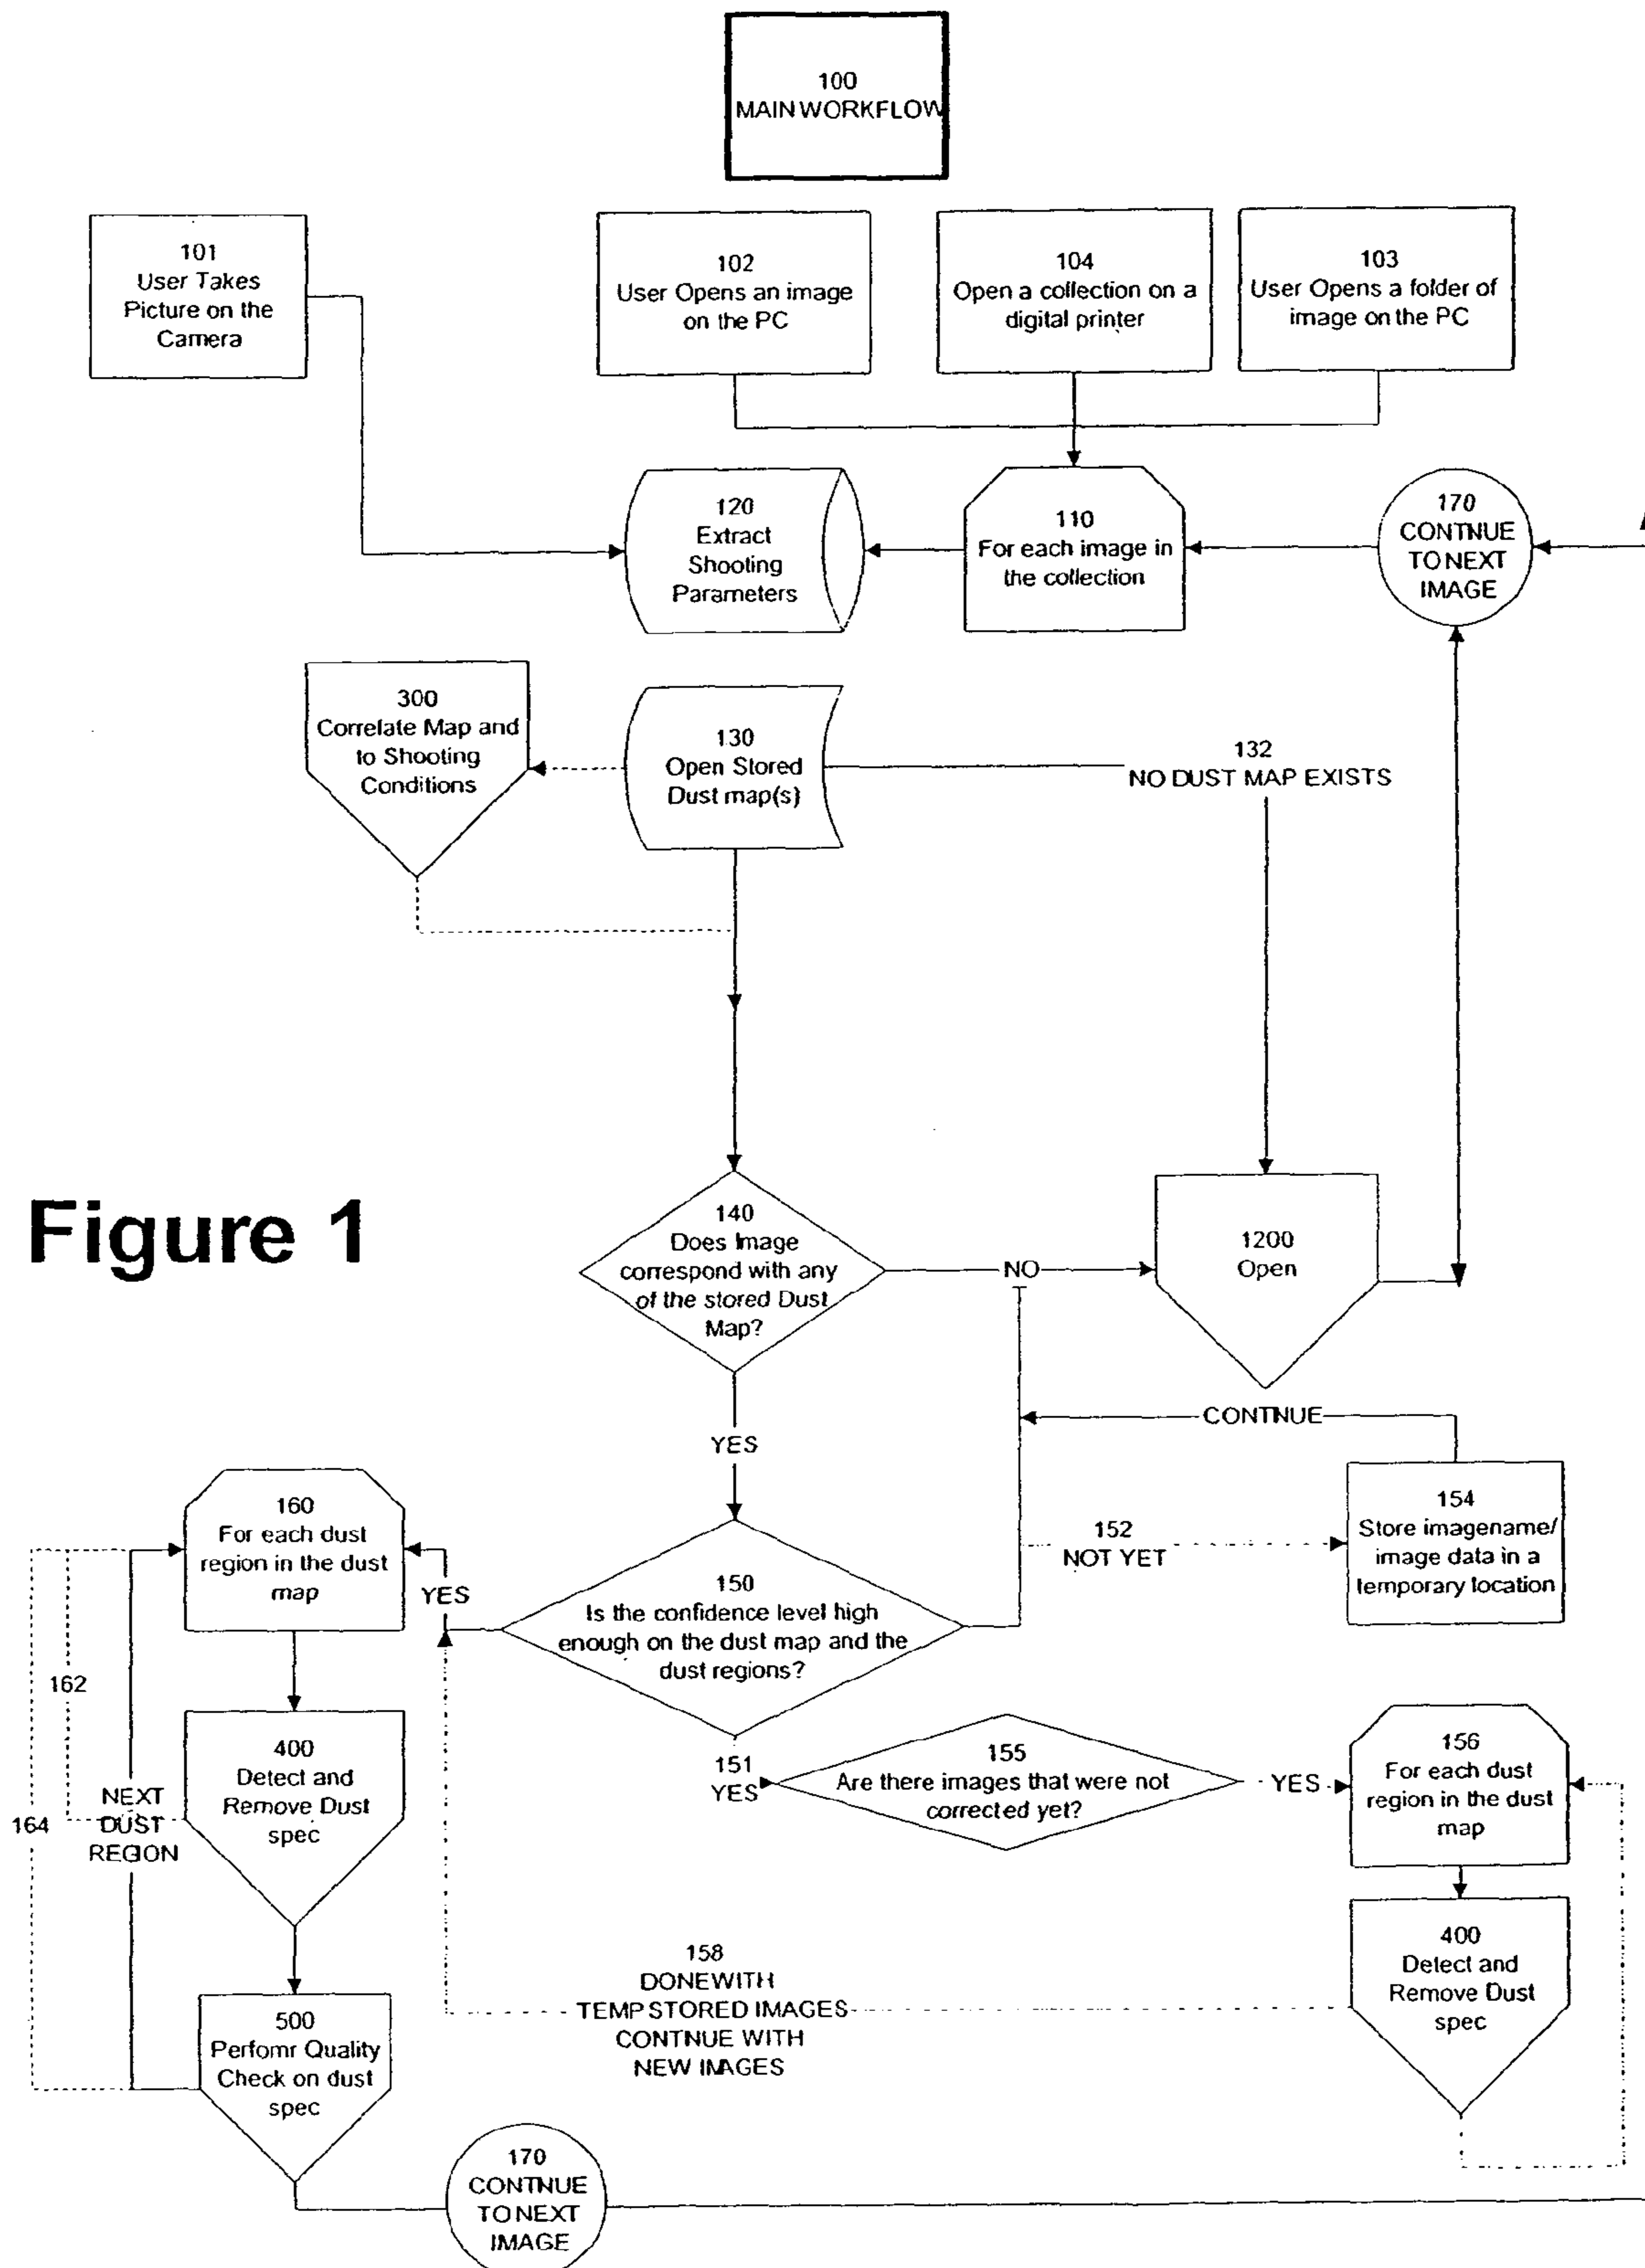 100
MAIN WORKFLOW
101
User Takes
Picture on the
Camera
102
User Opens an image
on the PC
104
Open a collection on a
digital printer
103
User Opens a folder of
image on the PC
120
Extract
Shooting
Parameters
110
For each image in
the collection
170
CONTNUE
TO NEXT
IMAGE
300
Correlate Map and
to Shooting
Conditions
130
Open Stored
Dust map(s)
132
NO DUST MAP EXISTS
Figure 1
140
Does Image
correspond with any
of the stored Dust
Map?
NO
1200
Open
YES
CONTNUE
160
For each dust
region in the dust
map
YES
150
Is the confidence level high
enough on the dust map and the
dust regions?
152
NOT YET
154
Store imagename/
image data in a
temporary location
162
164
NEXT
DUST
REGION
400
Detect and
Remove Dust
spec
151
YES
155
Are there images that were not
corrected yet?
YES
156
For each dust
region in the dust
map
158
DONE WITH
TEMP STORED IMAGES
CONTNUE WITH
NEW IMAGES
400
Detect and
Remove Dust
spec
500
Perfomr Quality
Check on dust
spec
170
CONTNUE
TO NEXT
IMAGE